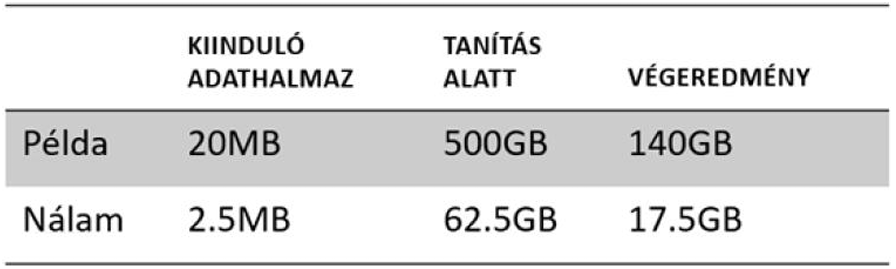 KIINDULÓ ADATHALMAZ TANÍTÁS ALATT VÉGEREDMÉNY
Példa 20MB 500GB 140GB
Nálam 2.5MB 62.5GB 17.5GB